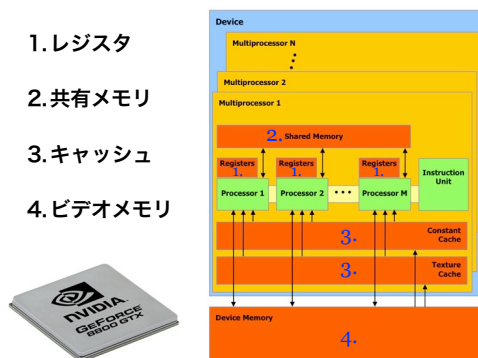 1.レジスタ
2.共有メモリ
3.キャッシュ
4.ビデオメモリ
NVIDIA
GEFORCE
8800 GTX
Device
Multiprocessor N
Multiprocessor 2
Multiprocessor 1
2. Shared Memory
Registers Registers Registers
1. 1. 1.
Processor 1 Processor 2 ••• Processor M Instruction Unit
3. Constant Cache
3. Texture Cache
Device Memory
4.